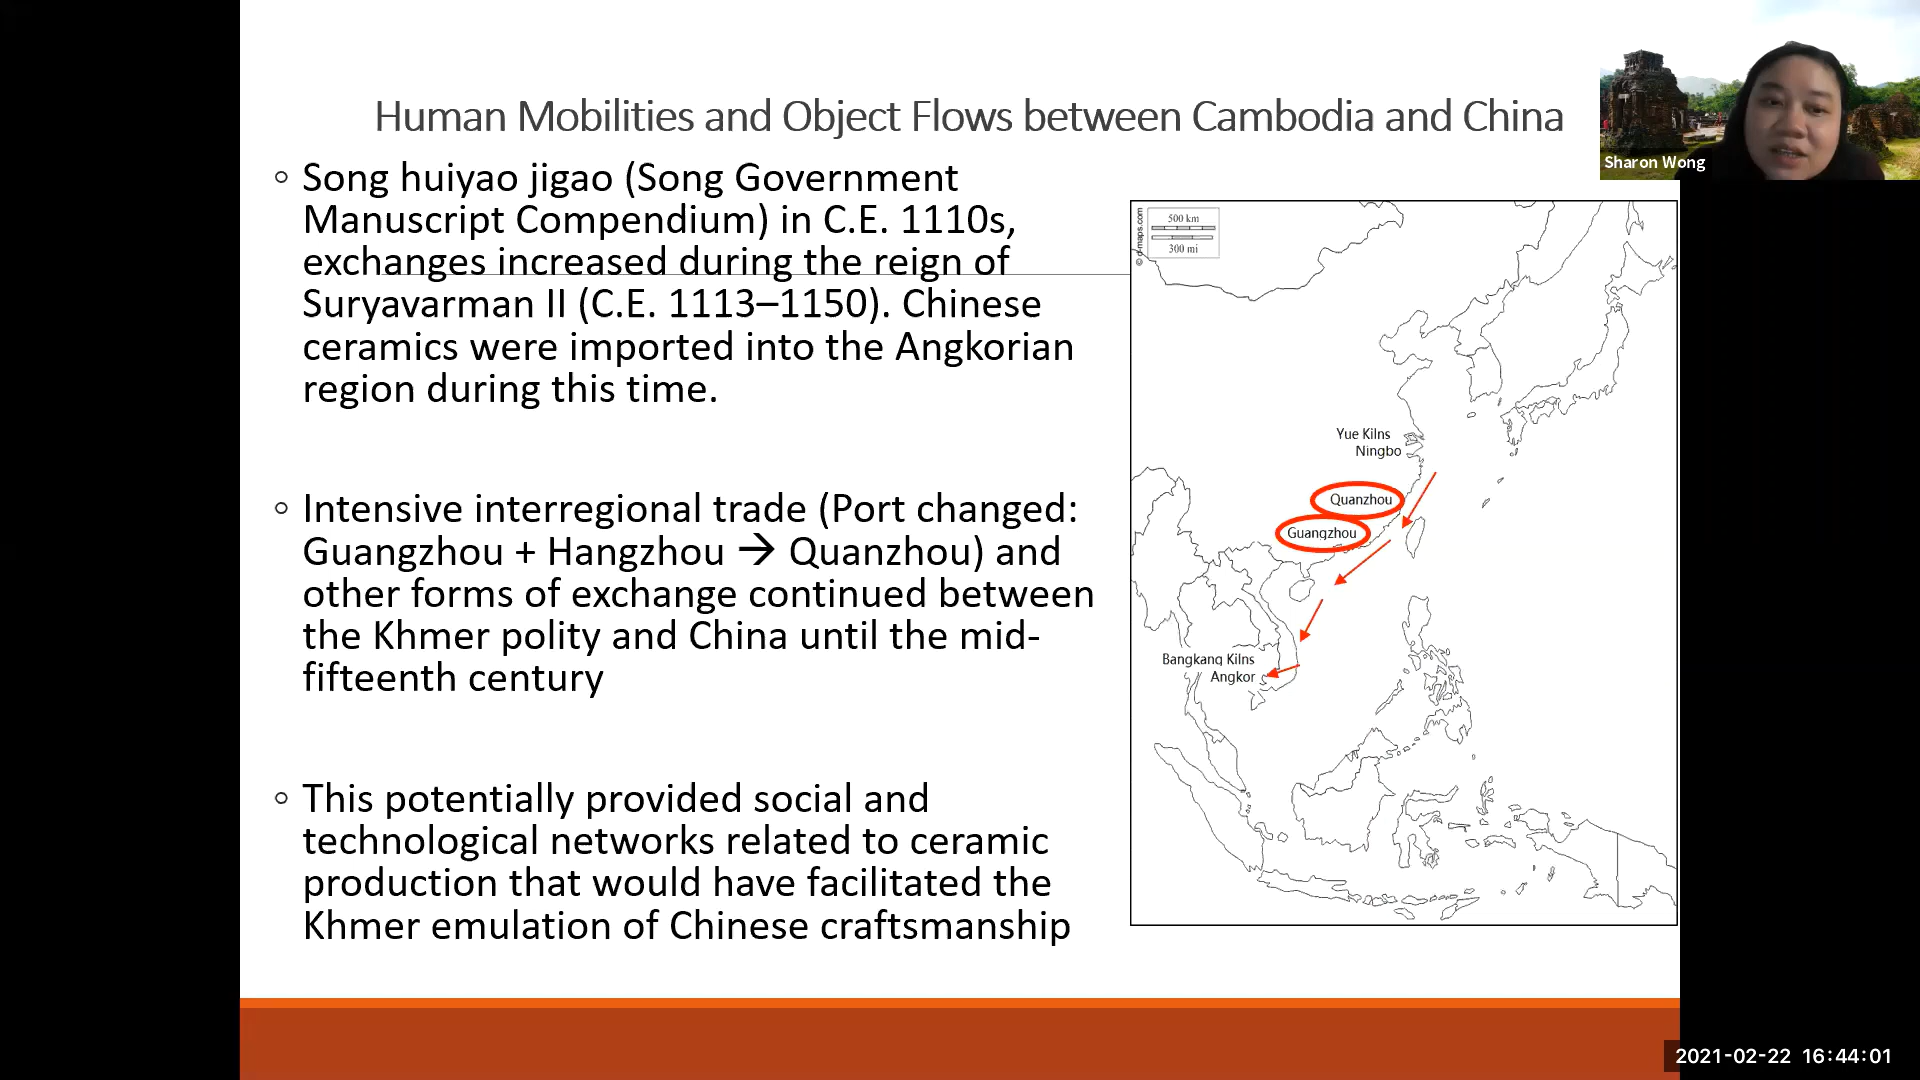 Human Mobilities and Object Flows between Cambodia and China
Sharon Wong
◦ Song huiyao jigao (Song Government
Manuscript Compendium) in C.E. 1110s,
exchanges increased during the reign of
Suryavarman II (C.E. 1113–1150). Chinese
ceramics were imported into the Angkorian
region during this time.
◦ Intensive interregional trade (Port changed:
Guangzhou + Hangzhou → Quanzhou) and
other forms of exchange continued between
the Khmer polity and China until the mid-
fifteenth century
◦ This potentially provided social and
technological networks related to ceramic
production that would have facilitated the
Khmer emulation of Chinese craftsmanship
© d-maps.com
500 km
300 mi
Yue Kilns
Ningbo
Quanzhou
Guangzhou
Bangkang Kilns
Angkor
2021-02-22 16:44:01